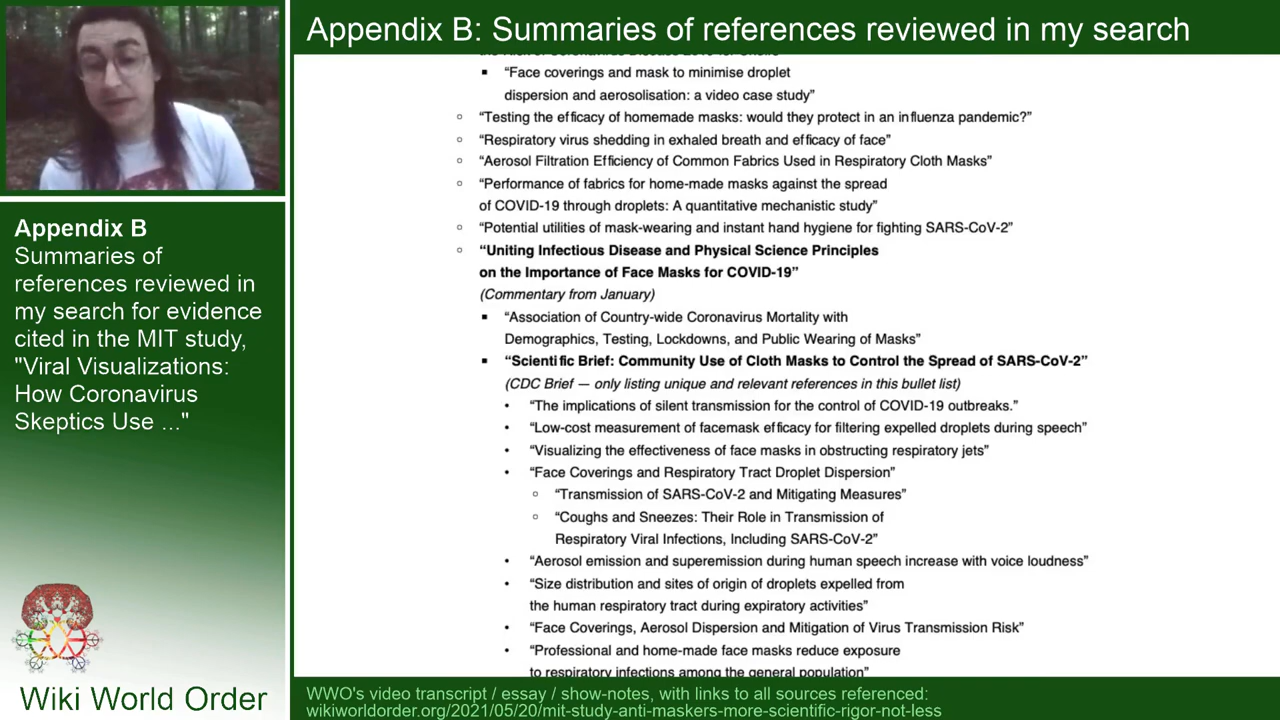 Appendix B: Summaries of references reviewed in my search
▪ “Face coverings and mask to minimise droplet
dispersion and aerosolisation: a video case study”
○ “Testing the efficacy of homemade masks: would they protect in an influenza pandemic?”
○ “Respiratory virus shedding in exhaled breath and efficacy of face”
○ “Aerosol Filtration Efficiency of Common Fabrics Used in Respiratory Cloth Masks”
○ “Performance of fabrics for home-made masks against the spread
of COVID-19 through droplets: A quantitative mechanistic study”
○ “Potential utilities of mask-wearing and instant hand hygiene for fighting SARS-CoV-2”
○ “Uniting Infectious Disease and Physical Science Principles
on the Importance of Face Masks for COVID-19”
(Commentary from January)
▪ “Association of Country-wide Coronavirus Mortality with
Demographics, Testing, Lockdowns, and Public Wearing of Masks”
▪ “Scientific Brief: Community Use of Cloth Masks to Control the Spread of SARS-CoV-2”
(CDC Brief — only listing unique and relevant references in this bullet list)
• “The implications of silent transmission for the control of COVID-19 outbreaks.”
• “Low-cost measurement of facemask efficacy for filtering expelled droplets during speech”
• “Visualizing the effectiveness of face masks in obstructing respiratory jets”
• “Face Coverings and Respiratory Tract Droplet Dispersion”
○ “Transmission of SARS-CoV-2 and Mitigating Measures”
○ “Coughs and Sneezes: Their Role in Transmission of
Respiratory Viral Infections, Including SARS-CoV-2”
• “Aerosol emission and superemission during human speech increase with voice loudness”
• “Size distribution and sites of origin of droplets expelled from
the human respiratory tract during expiratory activities”
• “Face Coverings, Aerosol Dispersion and Mitigation of Virus Transmission Risk”
• “Professional and home-made face masks reduce exposure
to respiratory infections among the general population”
Appendix B
Summaries of
references reviewed in
my search for evidence
cited in the MIT study,
"Viral Visualizations:
How Coronavirus
Skeptics Use ..."
Wiki World Order
WWO's video transcript / essay / show-notes, with links to all sources referenced:
wikiworldorder.org/2021/05/20/mit-study-anti-maskers-more-scientific-rigor-not-less